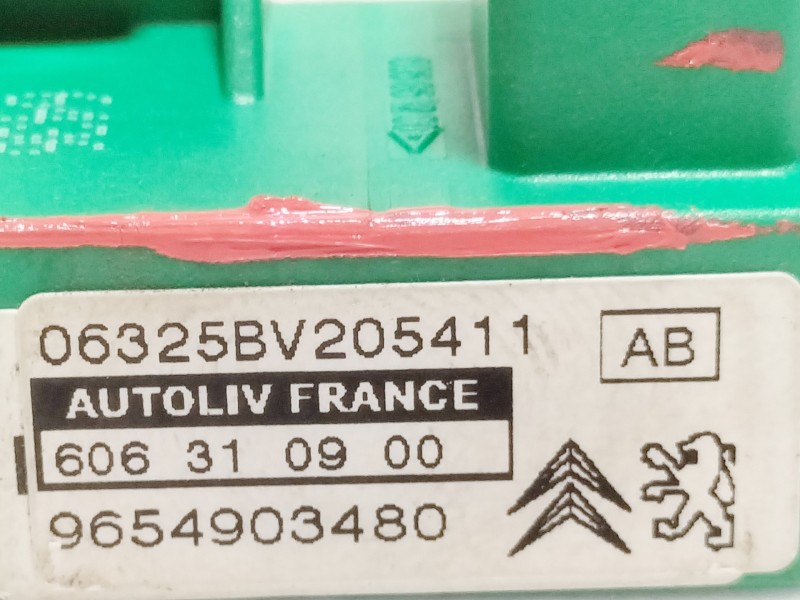 06325BV205411
AB
AUTOLIV FRANCE
606 31 09 00
9654903480